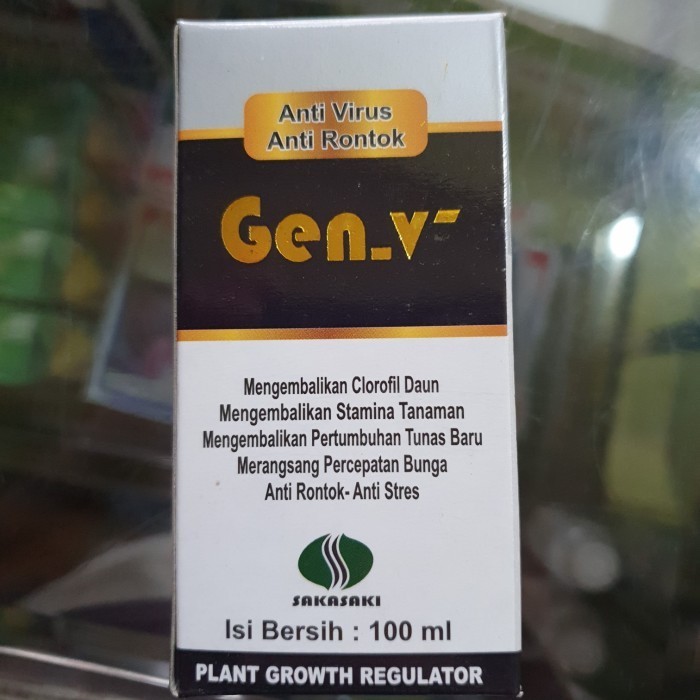 Anti Virus
Anti Rontok
Gen_v-
Mengembalikan Clorofil Daun
Mengembalikan Stamina Tanaman
Mengembalikan Pertumbuhan Tunas Baru
Merangsang Percepatan Bunga
Anti Rontok- Anti Stres
SAKASAKI
Isi Bersih : 100 ml
PLANT GROWTH REGULATOR